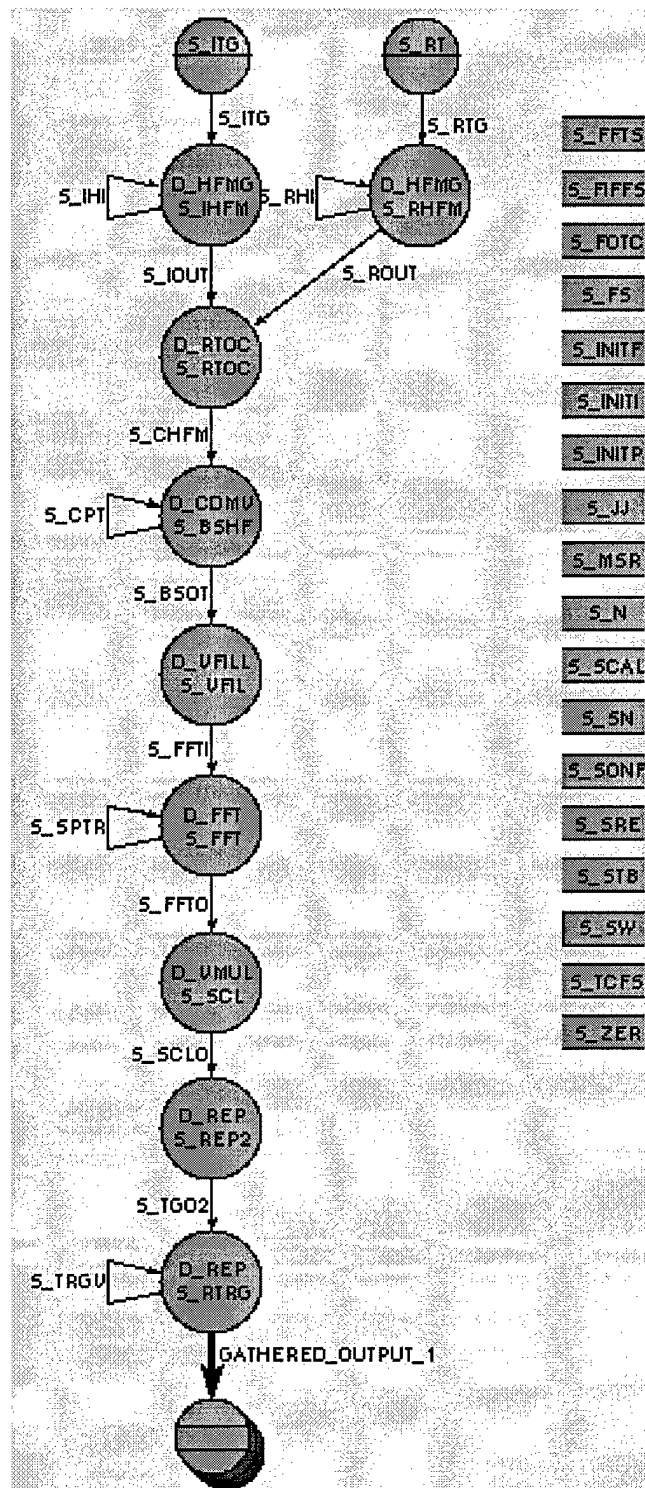 S_ITG
S_RT
S_ITG
S_RTG
D_HFMG
S_IHFM
S_IHI
D_HFMG
S_RHFM
S_RHI
S_IOUT
S_ROUT
D_RTOC
S_RTOC
S_CHFM
D_CDMV
S_BSHF
S_CPT
S_BSOT
D_VFILL
S_VFIL
S_FFTI
D_FFT
S_FFT
S_SPTR
S_FFTO
D_VMUL
S_SCL
S_SCLO
D_REP
S_REP2
S_TGO2
D_REP
S_RTRG
S_TRGV
GATHERED_OUTPUT_1
S_FFTS
S_FIFFS
S_FOTC
S_FS
S_INITF
S_INITI
S_INITP
S_JJ
S_MSR
S_N
S_SCAL
S_SN
S_SONF
S_SRE
S_STB
S_SW
S_TCFS
S_ZER